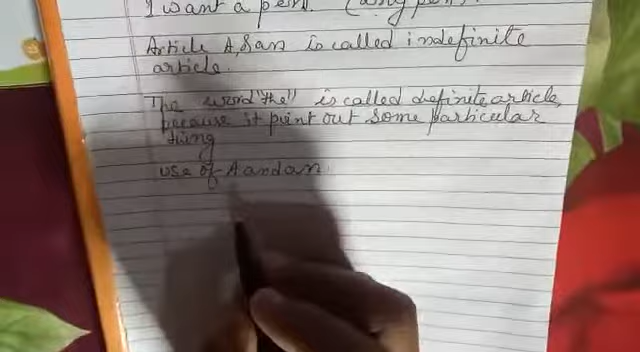 I want a pen. (any pen).
Article A, & an is called indefinite
article.
The word "the" is called definite article,
because it point out some particular
thing
use of A and an